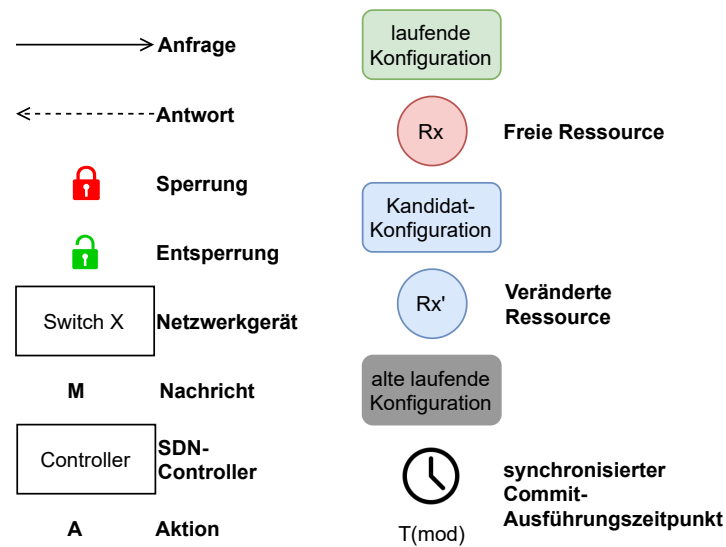 Anfrage
Antwort
Sperrung
Entsperrung
Switch X
Netzwerkgerät
M
Nachricht
Controller
SDN-
Controller
A
Aktion
laufende
Konfiguration
Rx
Freie Ressource
Kandidat-
Konfiguration
Rx'
Veränderte
Ressource
alte laufende
Konfiguration
T(mod)
synchronisierter
Commit-
Ausführungszeitpunkt